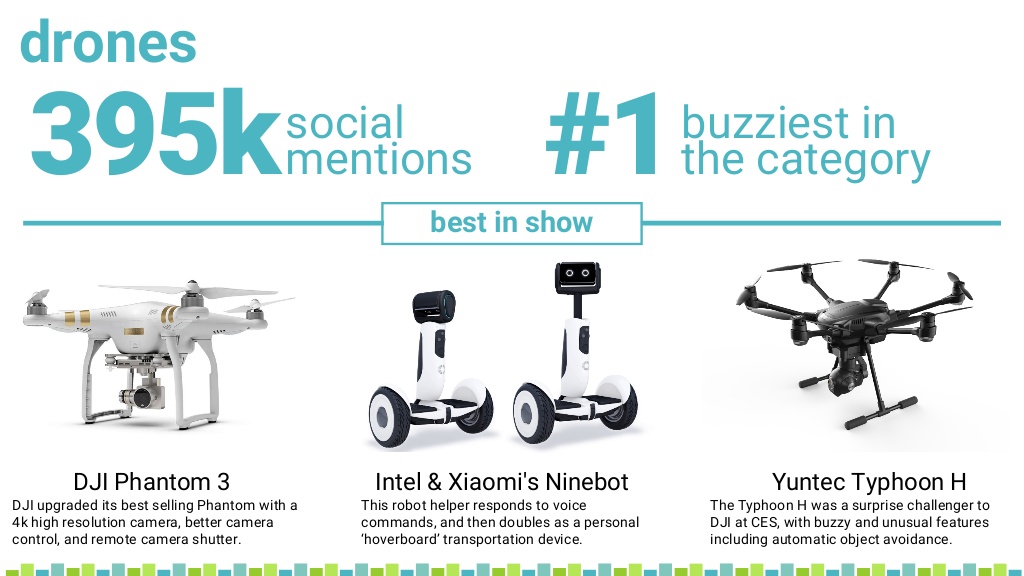 drones
395k social mentions
#1 buzziest in the category
best in show
DJI Phantom 3
DJI upgraded its best selling Phantom with a
4k high resolution camera, better camera
control, and remote camera shutter.
Intel & Xiaomi's Ninebot
This robot helper responds to voice
commands, and then doubles as a personal
‘hoverboard’ transportation device.
Yuntec Typhoon H
The Typhoon H was a surprise challenger to
DJI at CES, with buzzy and unusual features
including automatic object avoidance.